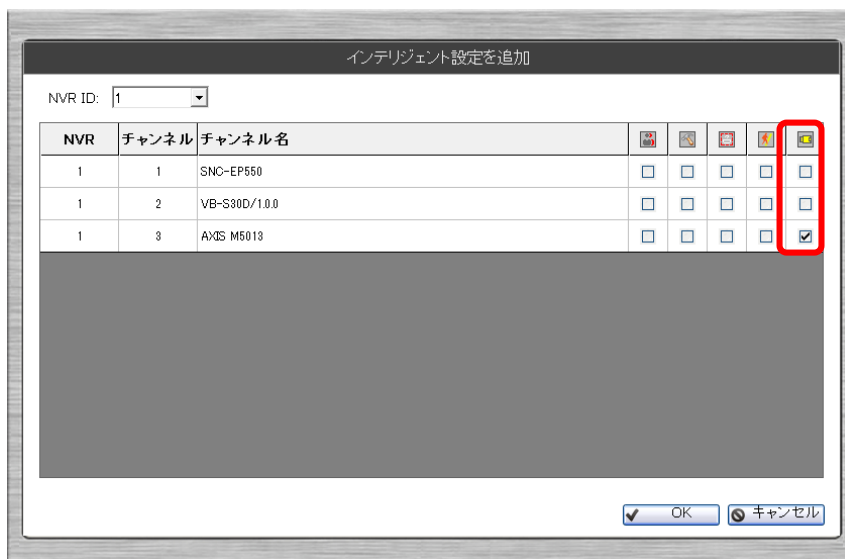 インテリジェント設定を追加
NVR ID: 1
NVR チャンネル チャンネル名
1 1 SNC-EP550
1 2 VB-S30D/1.0.0
1 3 AXIS M5013
OK キャンセル